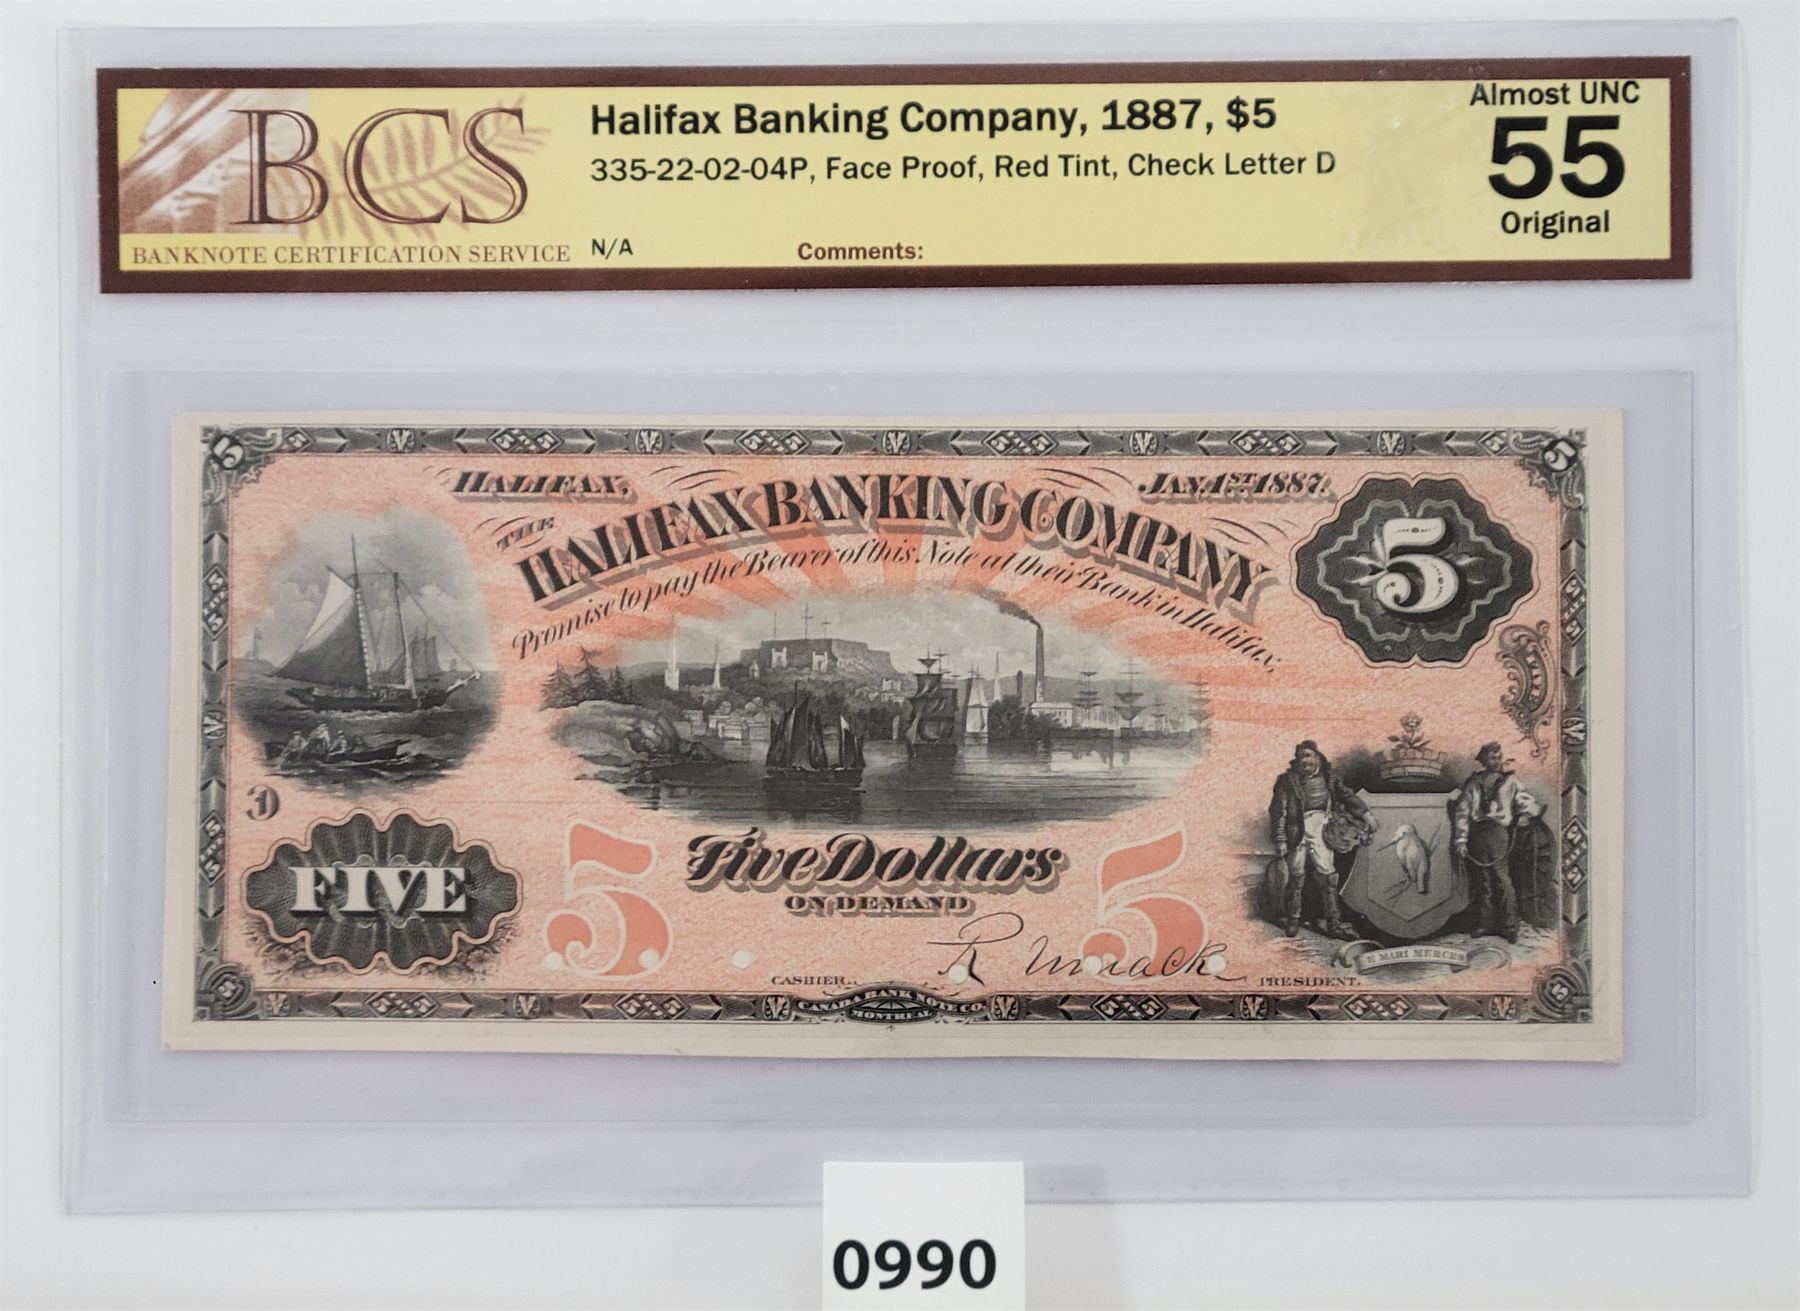 BCS
BANKNOTE CERTIFICATION SERVICE
Halifax Banking Company, 1887, $5
335-22-02-04P, Face Proof, Red Tint, Check Letter D
N/A
Comments:
Almost UNC
55
Original
HALIFAX, JAN. 1ST 1887.
THE
HALIFAX BANKING COMPANY
Promise to pay the Bearer of this Note at their Bank in Halifax,
5
D
FIVE
5
Five Dollars
5
ON DEMAND
R Uniacke
CASHIER.
PRESIDENT.
E MARI MERCES
CANADA BANK NOTE CO.
MONTREAL
0990